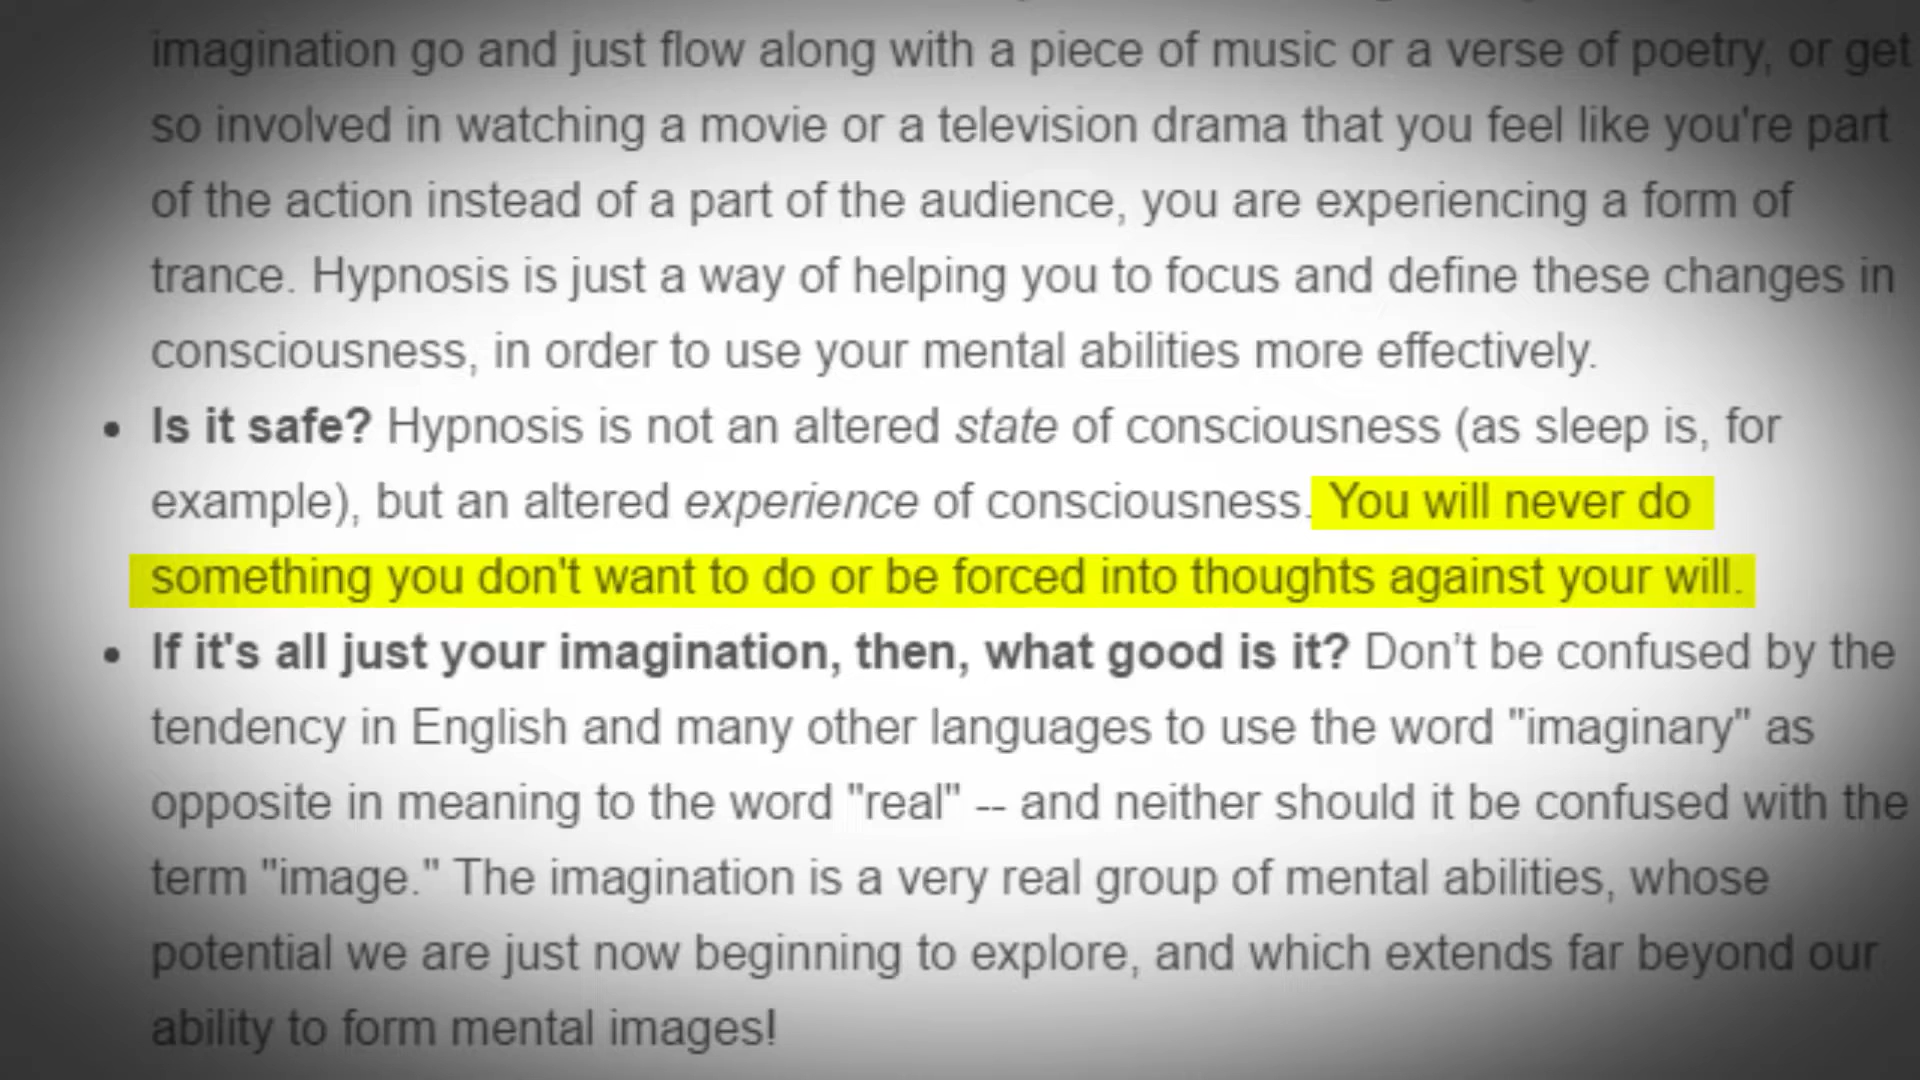 imagination go and just flow along with a piece of music or a verse of poetry, or get
so involved in watching a movie or a television drama that you feel like you're part
of the action instead of a part of the audience, you are experiencing a form of
trance. Hypnosis is just a way of helping you to focus and define these changes in
consciousness, in order to use your mental abilities more effectively.
• Is it safe? Hypnosis is not an altered state of consciousness (as sleep is, for
example), but an altered experience of consciousness. You will never do
something you don't want to do or be forced into thoughts against your will.
• If it's all just your imagination, then, what good is it? Don’t be confused by the
tendency in English and many other languages to use the word "imaginary" as
opposite in meaning to the word "real" -- and neither should it be confused with the
term "image." The imagination is a very real group of mental abilities, whose
potential we are just now beginning to explore, and which extends far beyond our
ability to form mental images!